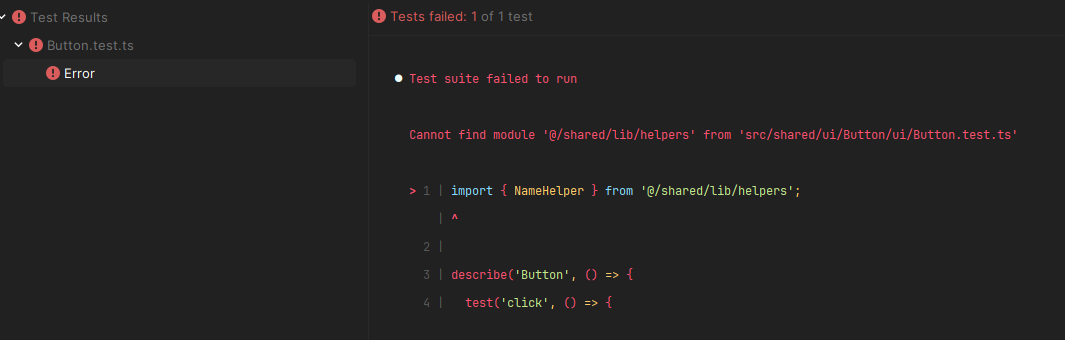 Test Results
Tests failed: 1 of 1 test
Button.test.ts
Error
● Test suite failed to run
Cannot find module '@/shared/lib/helpers' from 'src/shared/ui/Button/ui/Button.test.ts'
> 1 | import { NameHelper } from '@/shared/lib/helpers';
| ^
2 |
3 | describe('Button', () => {
4 | test('click', () => {